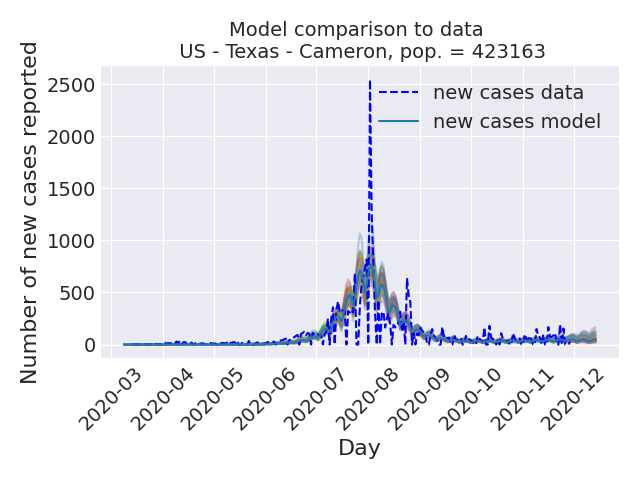 Model comparison to data
US - Texas - Cameron, pop. = 423163
Number of new cases reported
2500
2000
1500
1000
500
0
new cases data
new cases model
2020-03
2020-04
2020-05
2020-06
2020-07
2020-08
2020-09
2020-10
2020-11
2020-12
Day